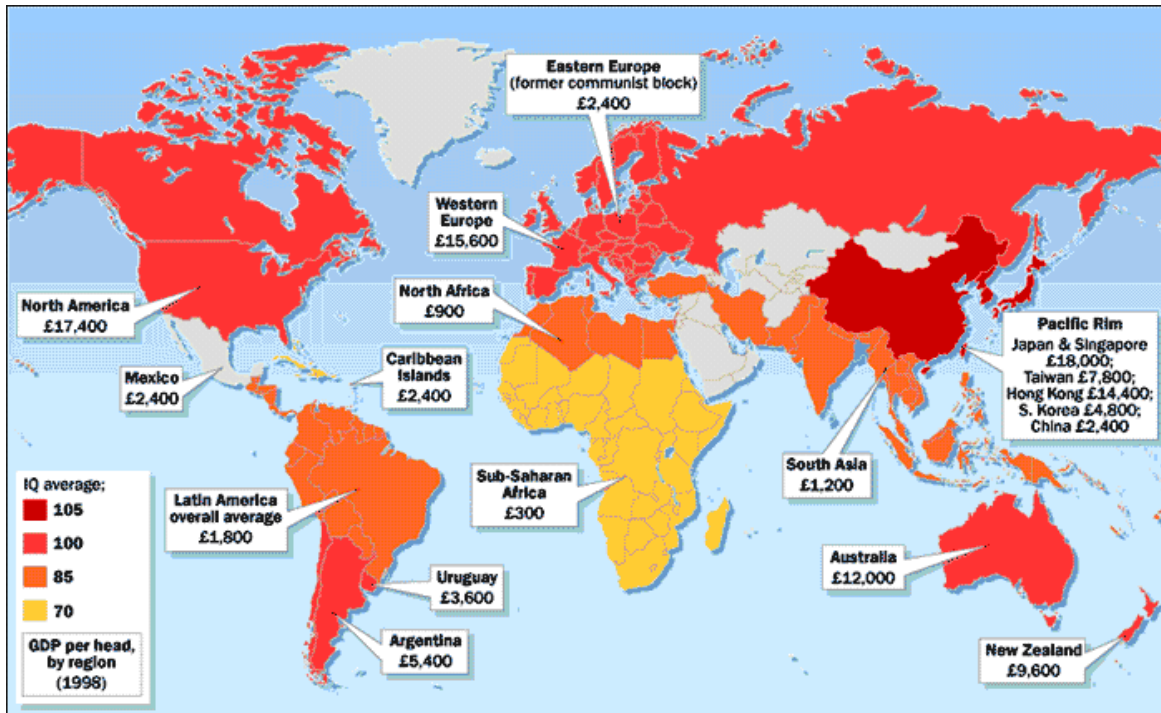 Eastern Europe
(former communist block)
£2,400
Western
Europe
£15,600
North America
£17,400
North Africa
£900
Mexico
£2,400
Caribbean
Islands
£2,400
Pacific Rim
Japan & Singapore
£18,000;
Taiwan £7,800;
Hong Kong £14,400;
S. Korea £4,800;
China £2,400
South Asia
£1,200
Sub-Saharan
Africa
£300
Latin America
overall average
£1,800
Australia
£12,000
Uruguay
£3,600
Argentina
£5,400
New Zealand
£9,600
IQ average;
105
100
85
70
GDP per head,
by region
(1998)